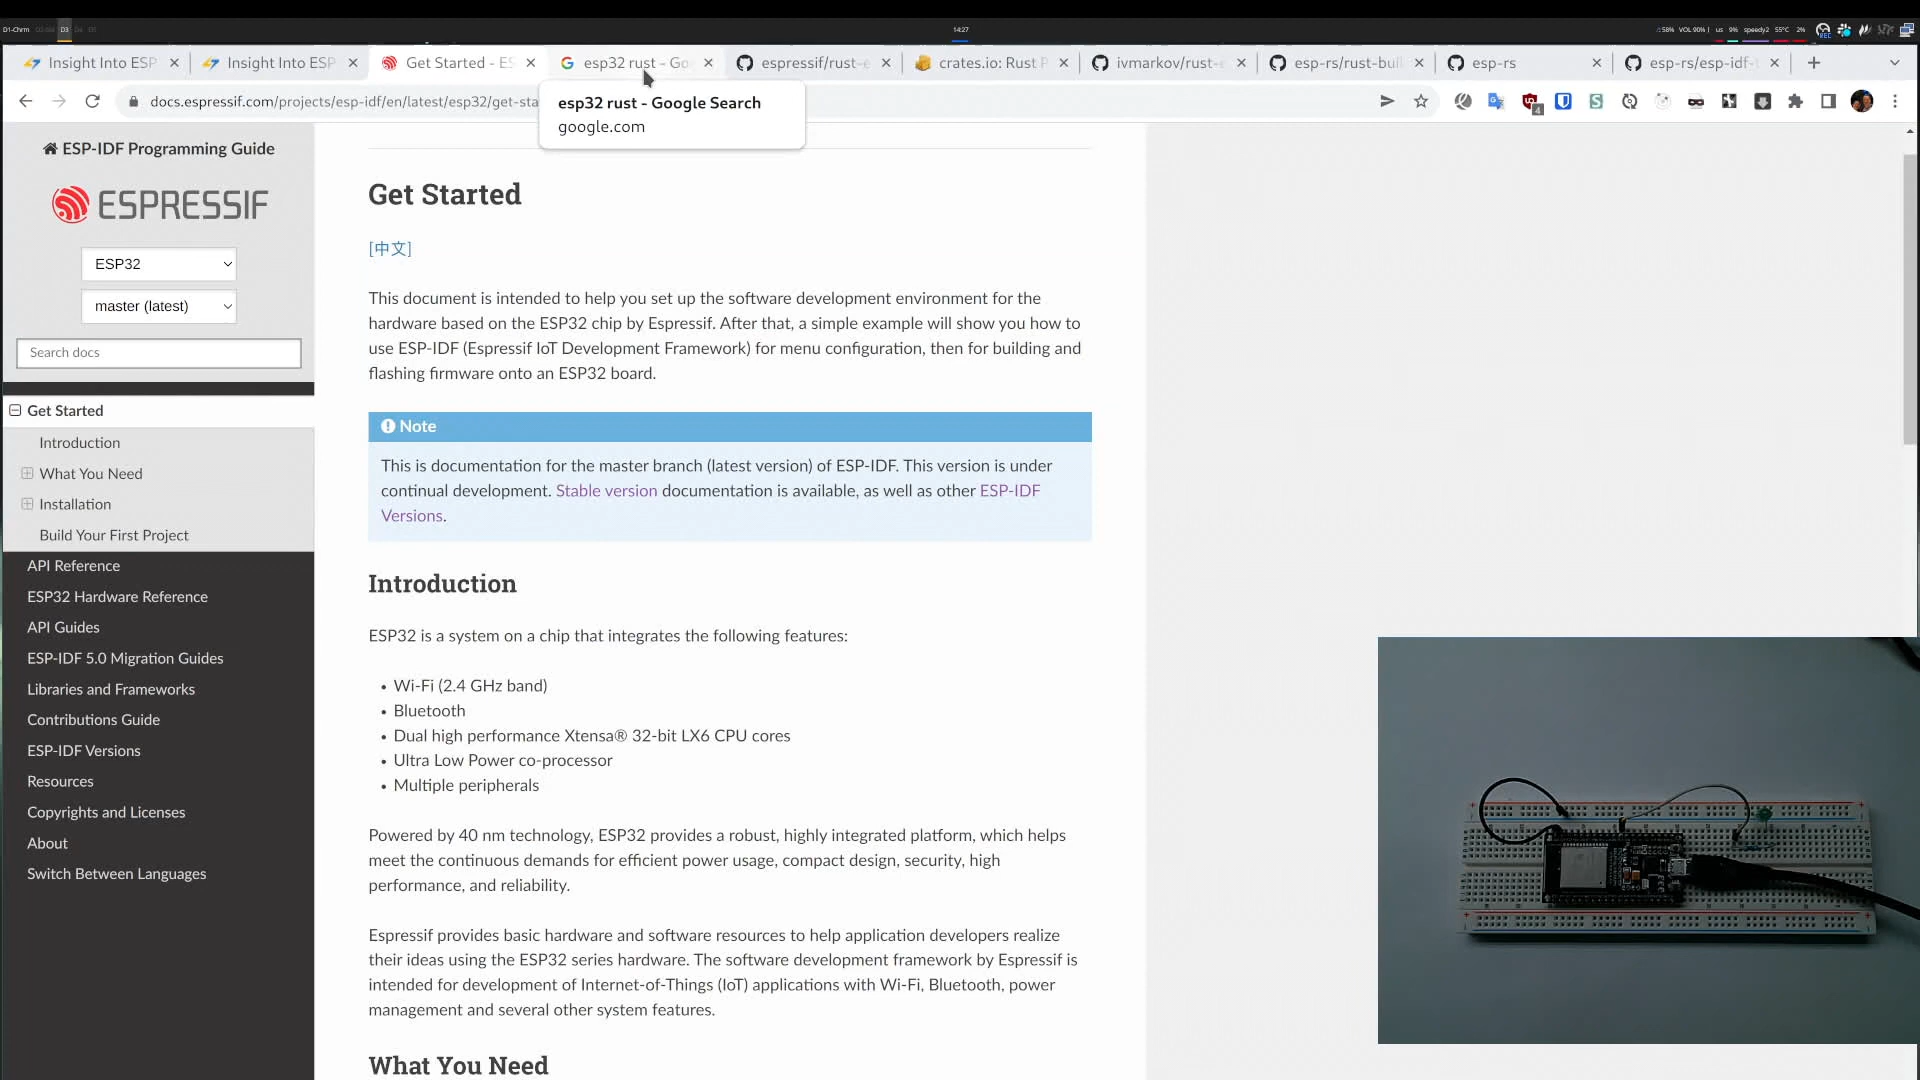 D1-Chrm
D3
14:27
58%
VOL 90%
us
9%
speedy2
55°C
2%
Insight Into ESP
Insight Into ESP
Get Started - ES
esp32 rust - Go
espressif/rust-e
crates.io: Rust P
ivmarkov/rust-e
esp-rs/rust-buil
esp-rs
esp-rs/esp-idf-t
docs.espressif.com/projects/esp-idf/en/latest/esp32/get-sta
esp32 rust - Google Search
google.com
4
ESP-IDF Programming Guide
ESPRESSIF
ESP32
master (latest)
Search docs
Get Started
Introduction
What You Need
Installation
Build Your First Project
API Reference
ESP32 Hardware Reference
API Guides
ESP-IDF 5.0 Migration Guides
Libraries and Frameworks
Contributions Guide
ESP-IDF Versions
Resources
Copyrights and Licenses
About
Switch Between Languages
Get Started
[中文]
This document is intended to help you set up the software development environment for the
hardware based on the ESP32 chip by Espressif. After that, a simple example will show you how to
use ESP-IDF (Espressif IoT Development Framework) for menu configuration, then for building and
flashing firmware onto an ESP32 board.
Note
This is documentation for the master branch (latest version) of ESP-IDF. This version is under
continual development. Stable version documentation is available, as well as other ESP-IDF
Versions.
Introduction
ESP32 is a system on a chip that integrates the following features:
• Wi-Fi (2.4 GHz band)
• Bluetooth
• Dual high performance Xtensa® 32-bit LX6 CPU cores
• Ultra Low Power co-processor
• Multiple peripherals
Powered by 40 nm technology, ESP32 provides a robust, highly integrated platform, which helps
meet the continuous demands for efficient power usage, compact design, security, high
performance, and reliability.
Espressif provides basic hardware and software resources to help application developers realize
their ideas using the ESP32 series hardware. The software development framework by Espressif is
intended for development of Internet-of-Things (IoT) applications with Wi-Fi, Bluetooth, power
management and several other system features.
What You Need